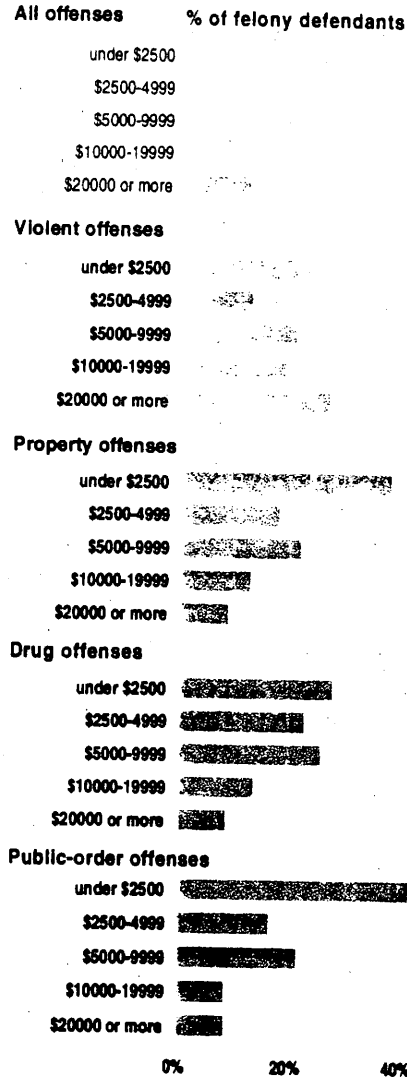 All offenses % of felony defendants
under $2500
$2500-4999
$5000-9999
$10000-19999
$20000 or more
Violent offenses
under $2500
$2500-4999
$5000-9999
$10000-19999
$20000 or more
Property offenses
under $2500
$2500-4999
$5000-9999
$10000-19999
$20000 or more
Drug offenses
under $2500
$2500-4999
$5000-9999
$10000-19999
$20000 or more
Public-order offenses
under $2500
$2500-4999
$5000-9999
$10000-19999
$20000 or more
0% 20% 40%